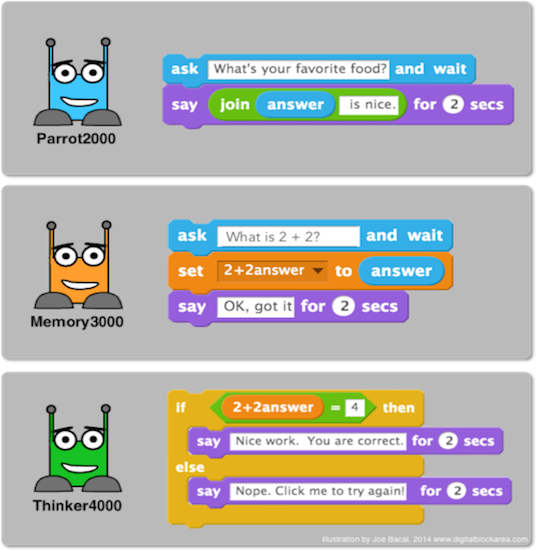 ask What's your favorite food? and wait
say join answer is nice. for 2 secs
Parrot2000
ask What is 2 + 2? and wait
set 2+2answer to answer
say OK, got it for 2 secs
Memory3000
If 2+2answer = 4 then
say Nice work. You are correct. for 2 secs
else
say Nope. Click me to try again! for 2 secs
Thinker4000
Illustration by Joe Bacal, 2014 www.digitalblockarea.com